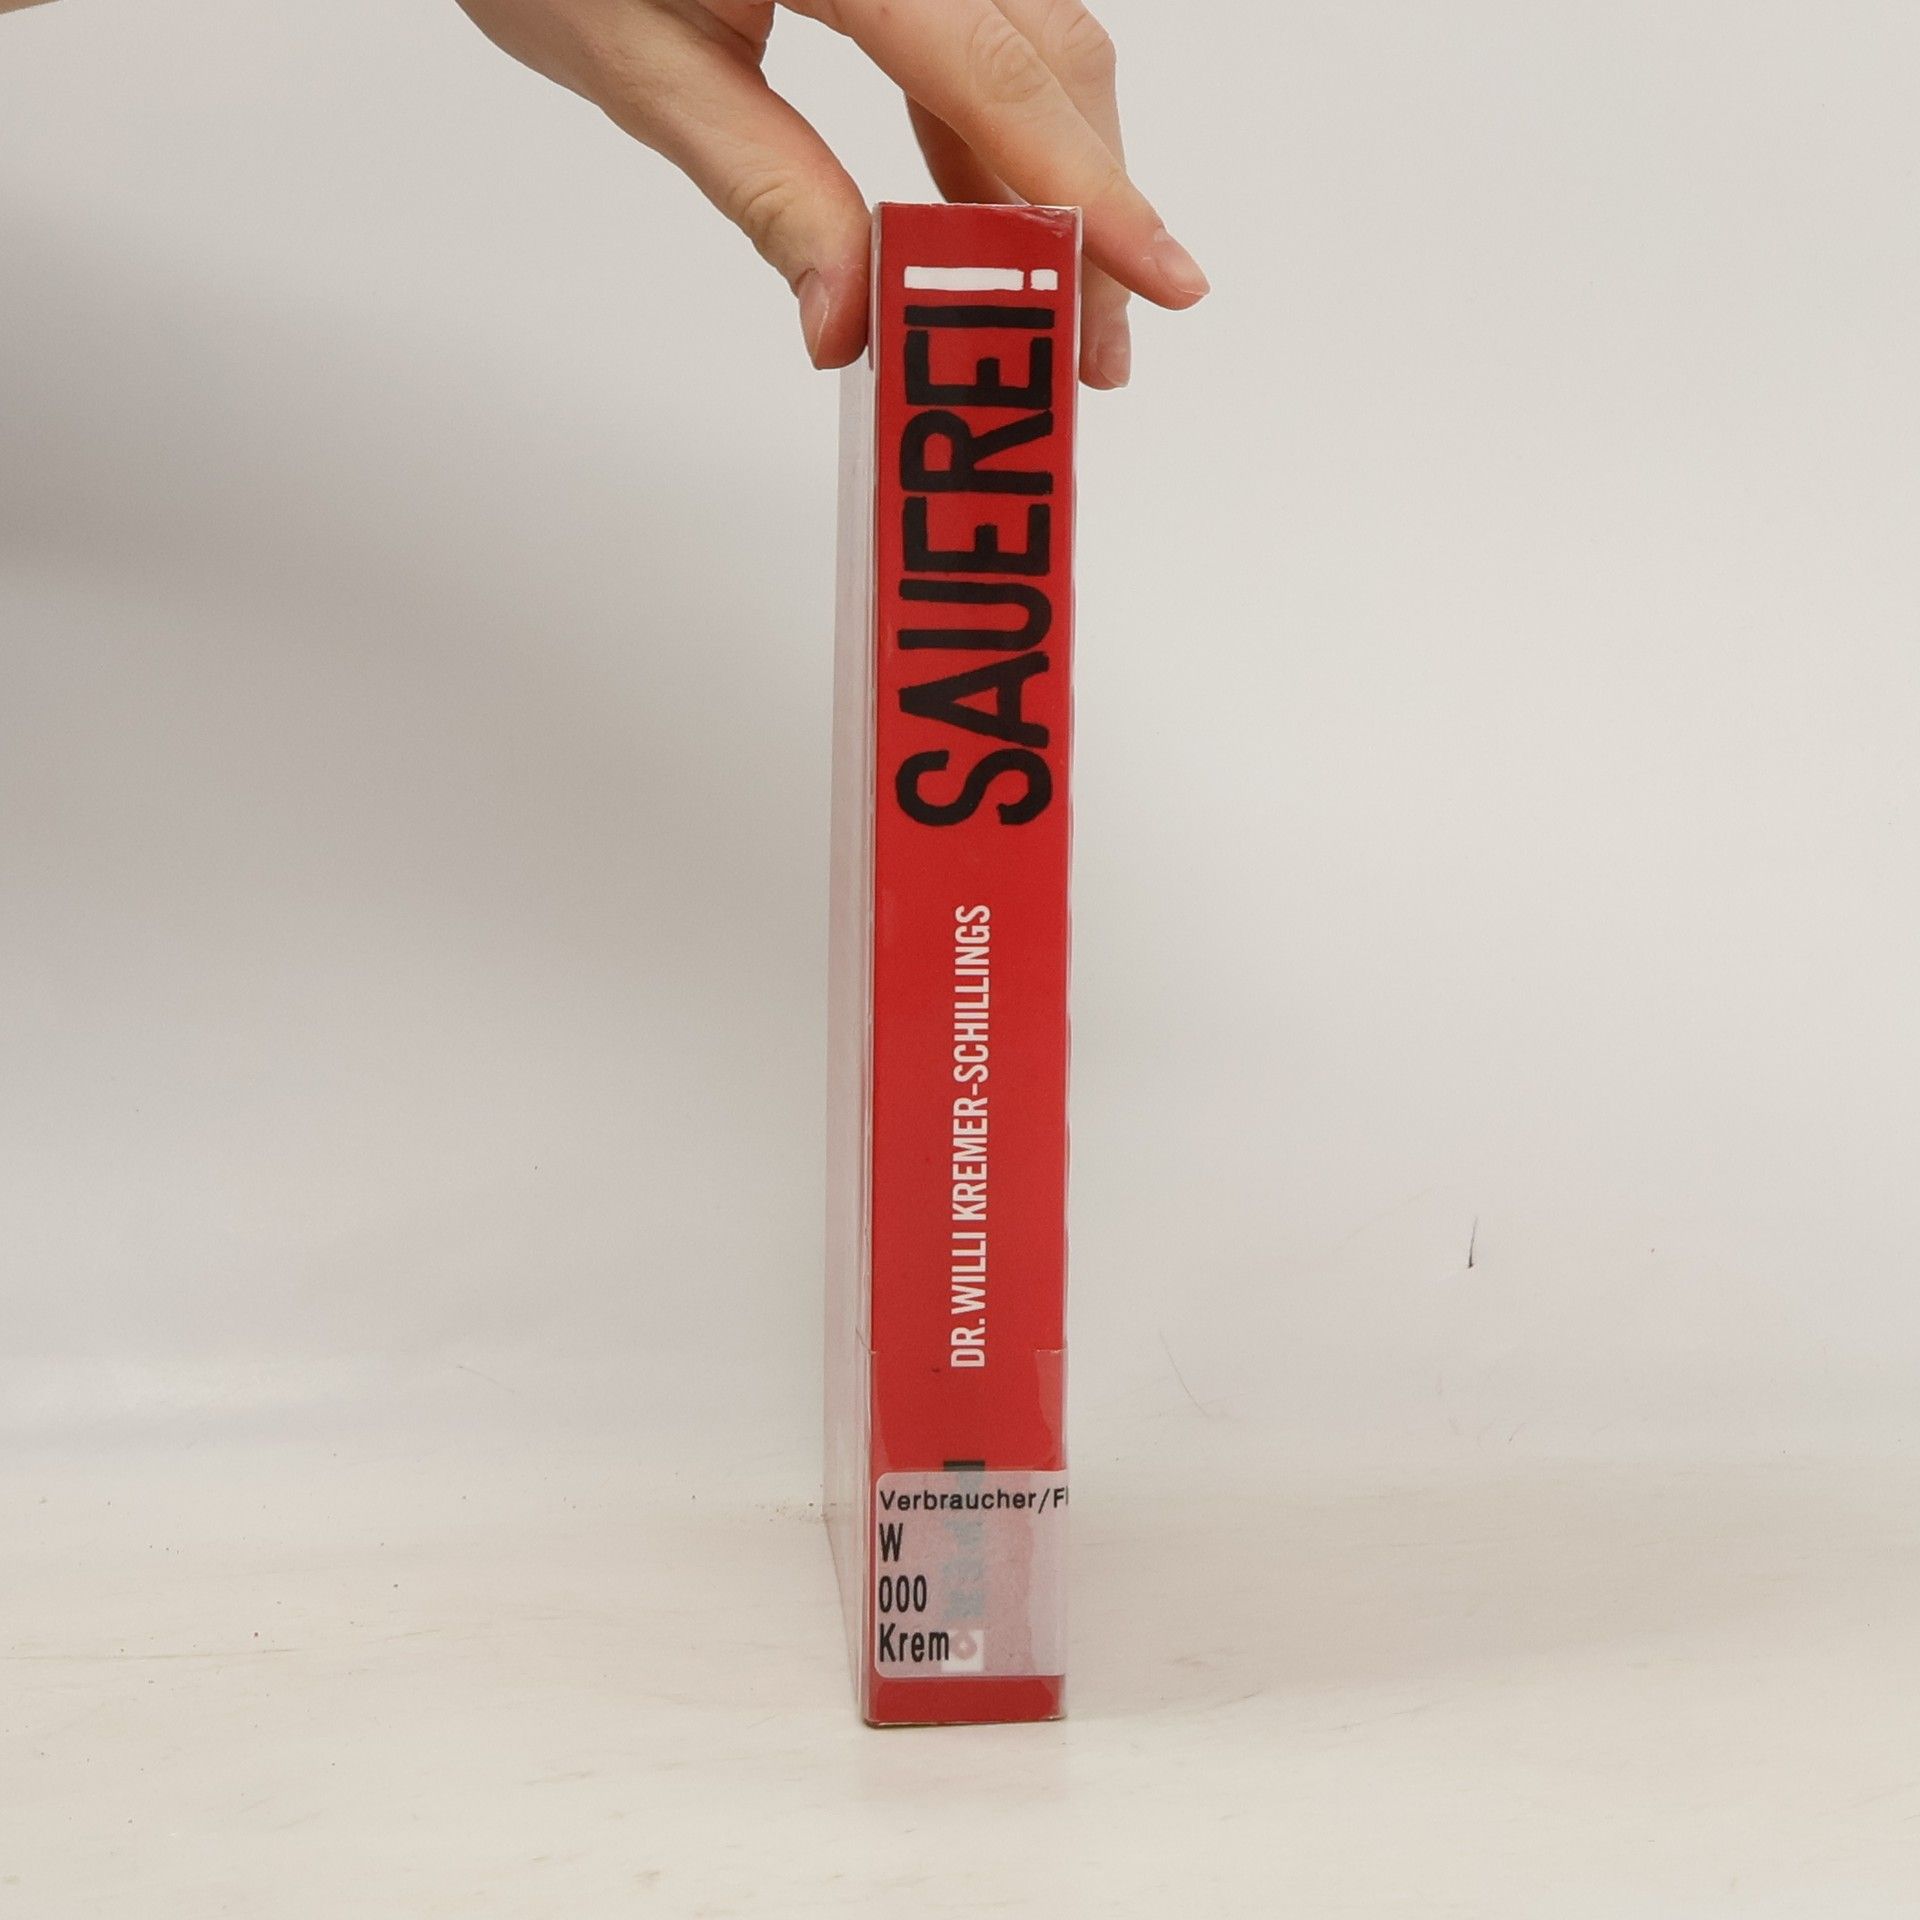 SAUEREI!
DR. WILLI KREMER-SCHILLINGS
Verbraucher/
W
000
Krem